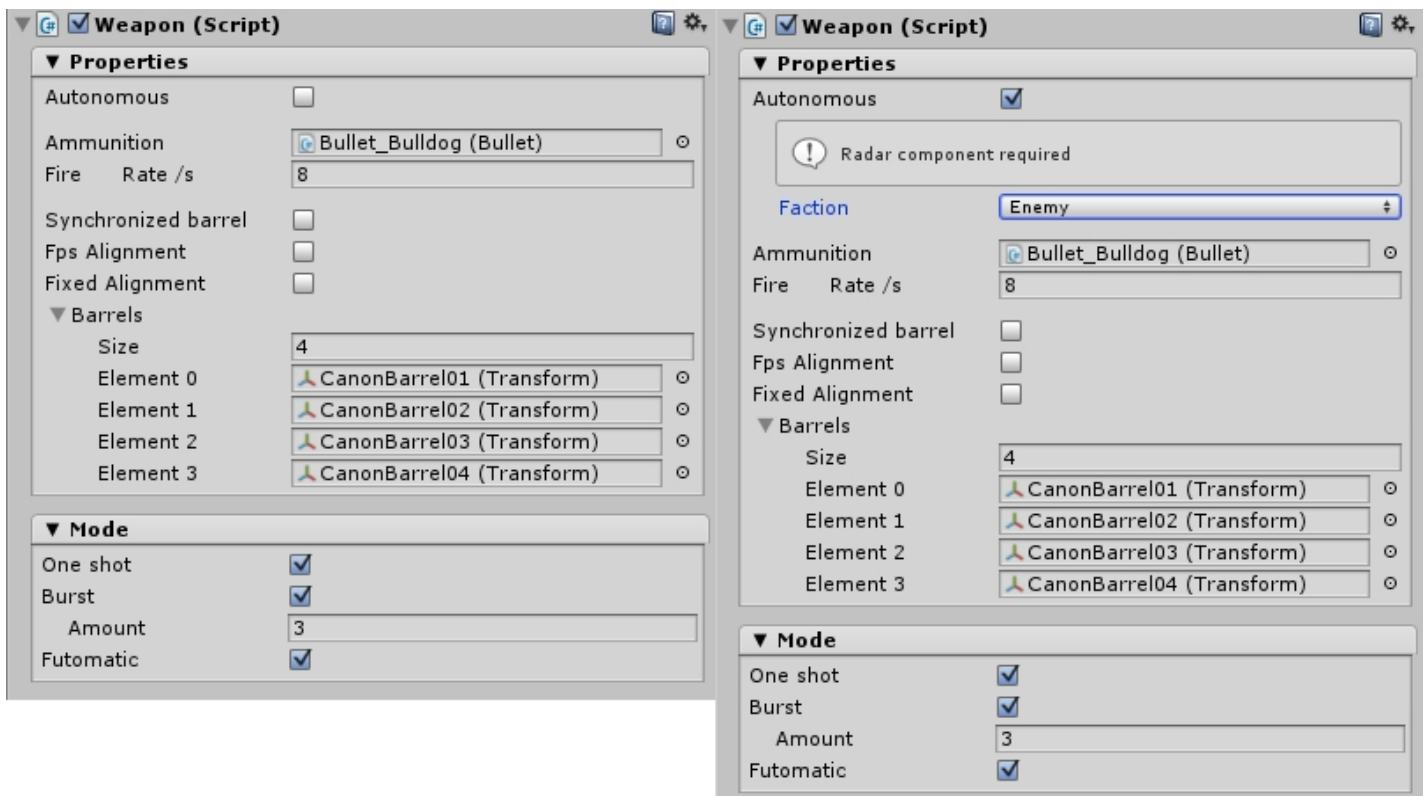 Weapon (Script)
Properties
Autonomous
Ammunition Bullet_Bulldog (Bullet)
Fire Rate /s 8
Synchronized barrel
Fps Alignment
Fixed Alignment
Barrels
Size 4
Element 0 CanonBarrel01 (Transform)
Element 1 CanonBarrel02 (Transform)
Element 2 CanonBarrel03 (Transform)
Element 3 CanonBarrel04 (Transform)
Mode
One shot
Burst
Amount 3
Futomatic
Weapon (Script)
Properties
Autonomous
Radar component required
Faction Enemy
Ammunition Bullet_Bulldog (Bullet)
Fire Rate /s 8
Synchronized barrel
Fps Alignment
Fixed Alignment
Barrels
Size 4
Element 0 CanonBarrel01 (Transform)
Element 1 CanonBarrel02 (Transform)
Element 2 CanonBarrel03 (Transform)
Element 3 CanonBarrel04 (Transform)
Mode
One shot
Burst
Amount 3
Futomatic